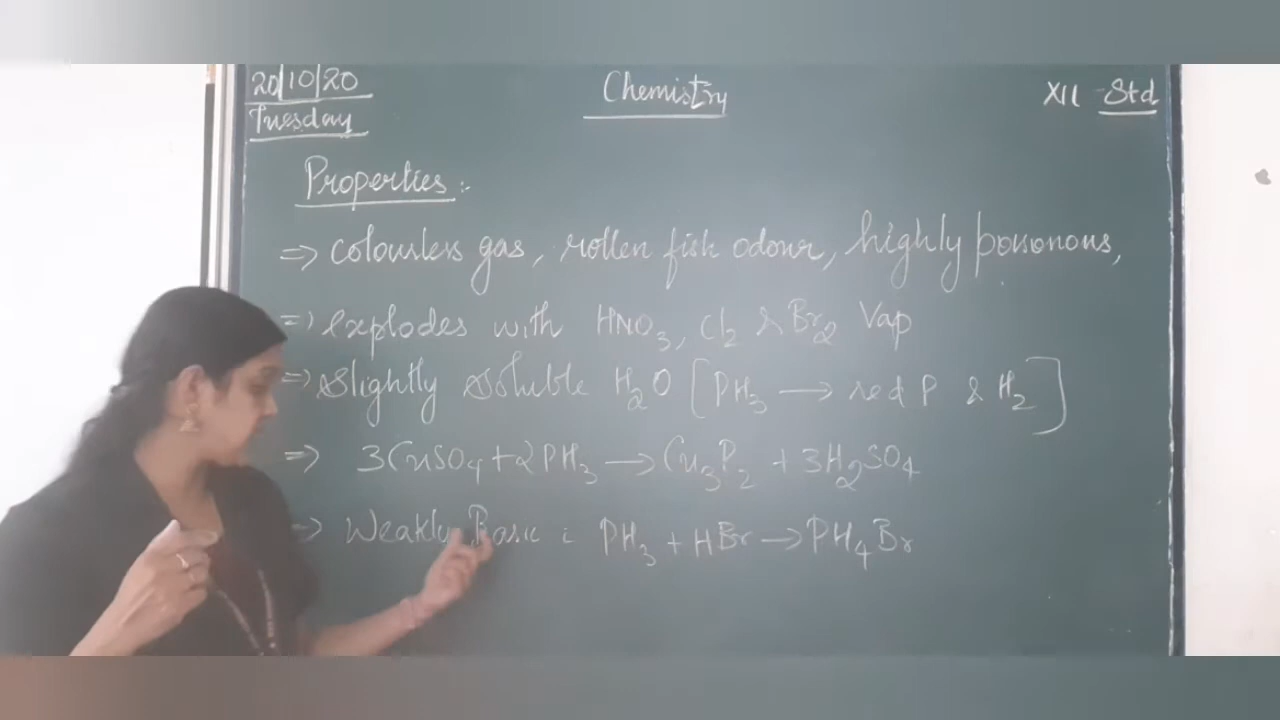 20/10/20 Chemistry XII Std
Tuesday
Properties :-
⇒ Colourless gas, rotten fish odour, highly poisonous,
⇒ explodes with HNO₃, Cl₂ & Br₂ Vap
⇒ Slightly soluble H₂O [PH₃ → red P & H₂]
⇒ 3CuSO₄ + 2PH₃ → Cu₃P₂ + 3H₂SO₄
⇒ Weakly Basic : PH₃ + HBr → PH₄Br